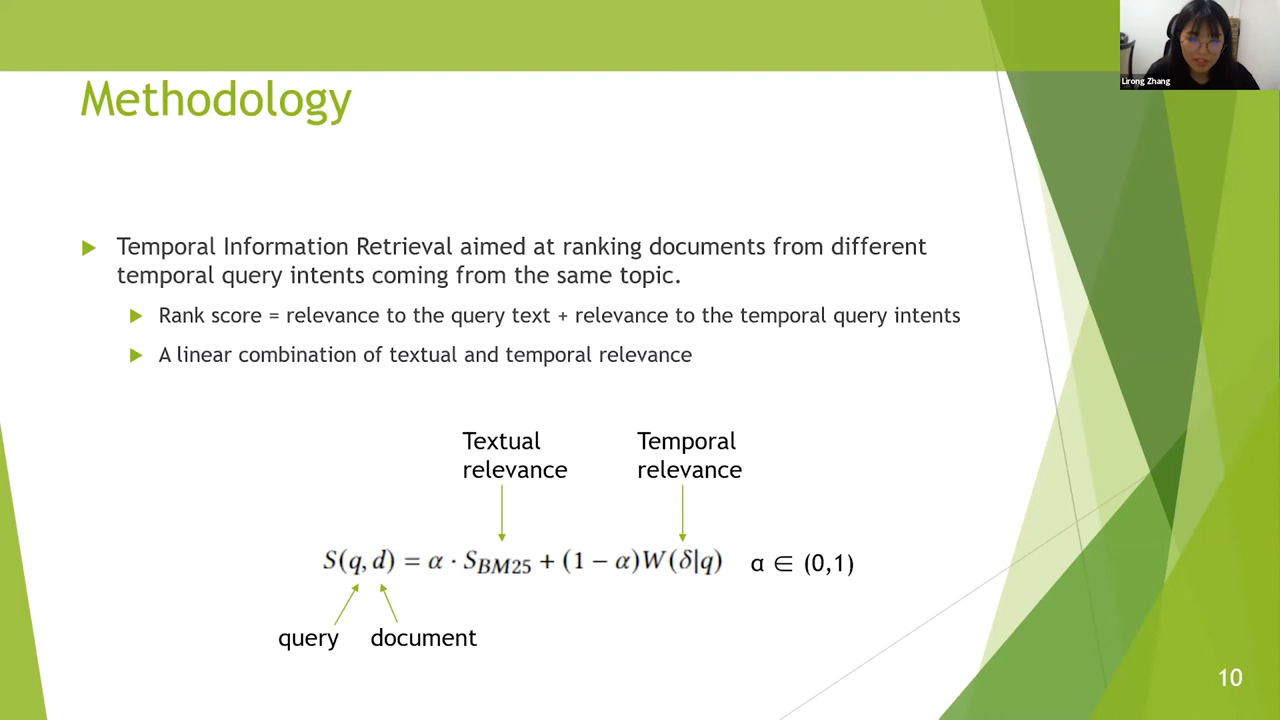 Lirong Zhang
Methodology
Temporal Information Retrieval aimed at ranking documents from different
temporal query intents coming from the same topic.
Rank score = relevance to the query text + relevance to the temporal query intents
A linear combination of textual and temporal relevance
Textual
relevance
Temporal
relevance
S(q, d) = α · S_{BM25} + (1 − α)W(δ|q)
α ∈ (0,1)
query
document
10